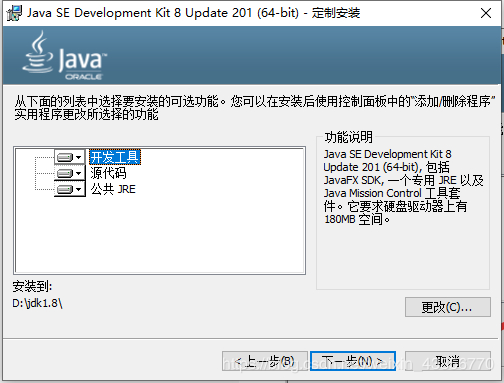 Java SE Development Kit 8 Update 201 (64-bit) - 定制安装
Java
ORACLE
从下面的列表中选择要安装的可选功能。您可以在安装后使用控制面板中的“添加/删除程序”
实用程序更改所选择的功能
开发工具
源代码
公共 JRE
功能说明
Java SE Development Kit 8
Update 201 (64-bit), 包括
JavaFX SDK, 一个专用 JRE 以及
Java Mission Control 工具套
件。它要求硬盘驱动器上有
180MB 空间。
安装到:
D:\jdk1.8\
更改(C)...
< 上一步(B)
下一步(N) >
取消